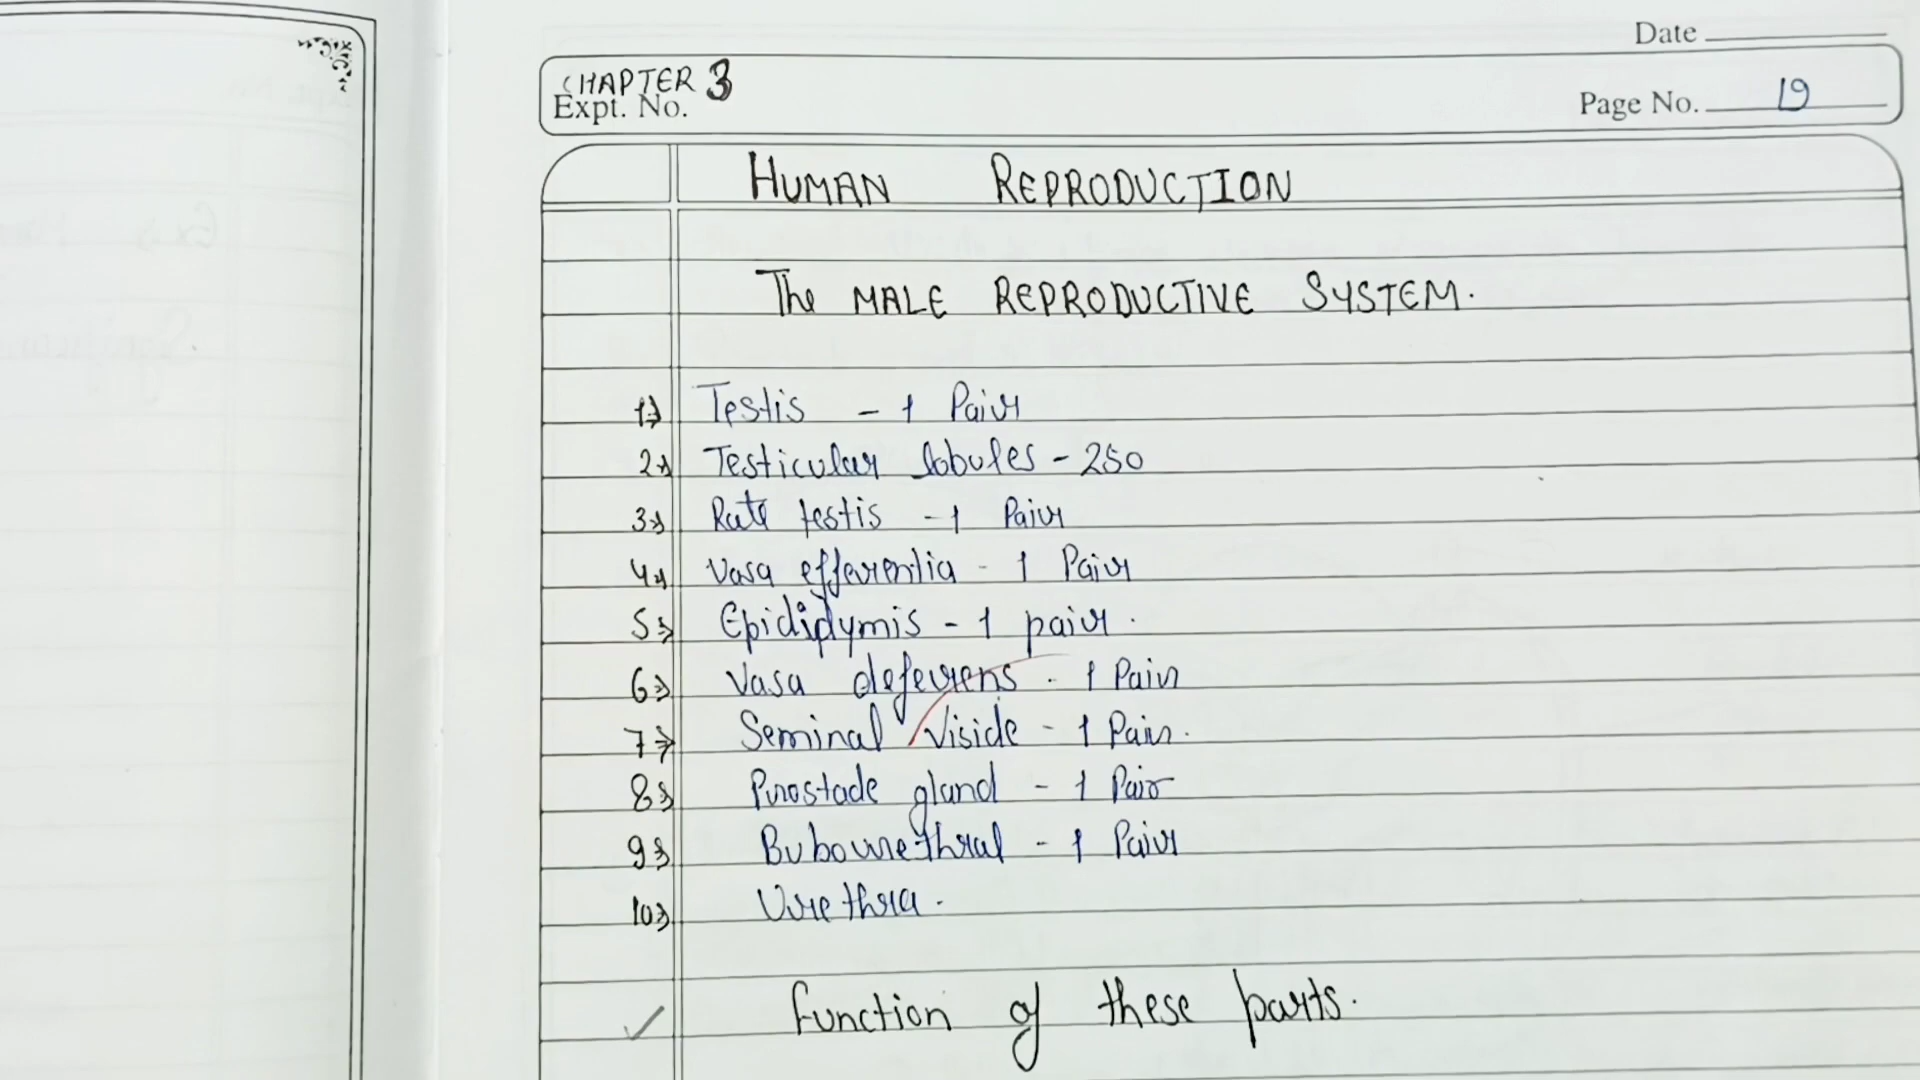 Date
CHAPTER 3
Expt. No.
Page No. 19
HUMAN REPRODUCTION
The MALE REPRODUCTIVE SYSTEM.
1) Testis - 1 Pair
2) Testicular lobules - 250
3) Rate testis - 1 Pair
4) Vasa efferentia - 1 Pair
5) Epididymis - 1 pair.
6) Vasa deferens - 1 Pair
7) Seminal Viside - 1 Pair.
8) Prostade gland - 1 Pair
9) Bubourethral - 1 Pair
10) Urethra.
function of these parts.